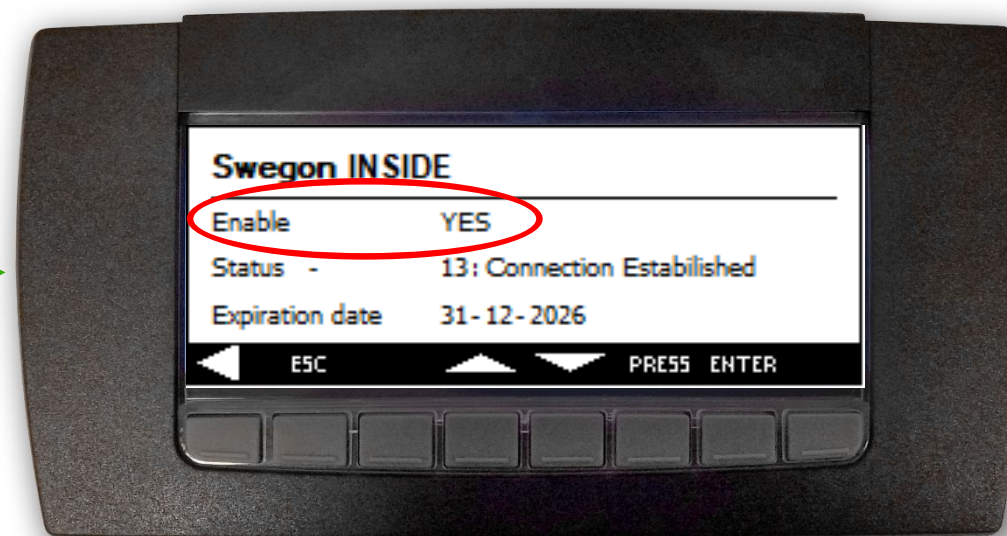 Swegon INSIDE
Enable YES
Status - 13: Connection Estabilished
Expiration date 31-12-2026
ESC PRESS ENTER